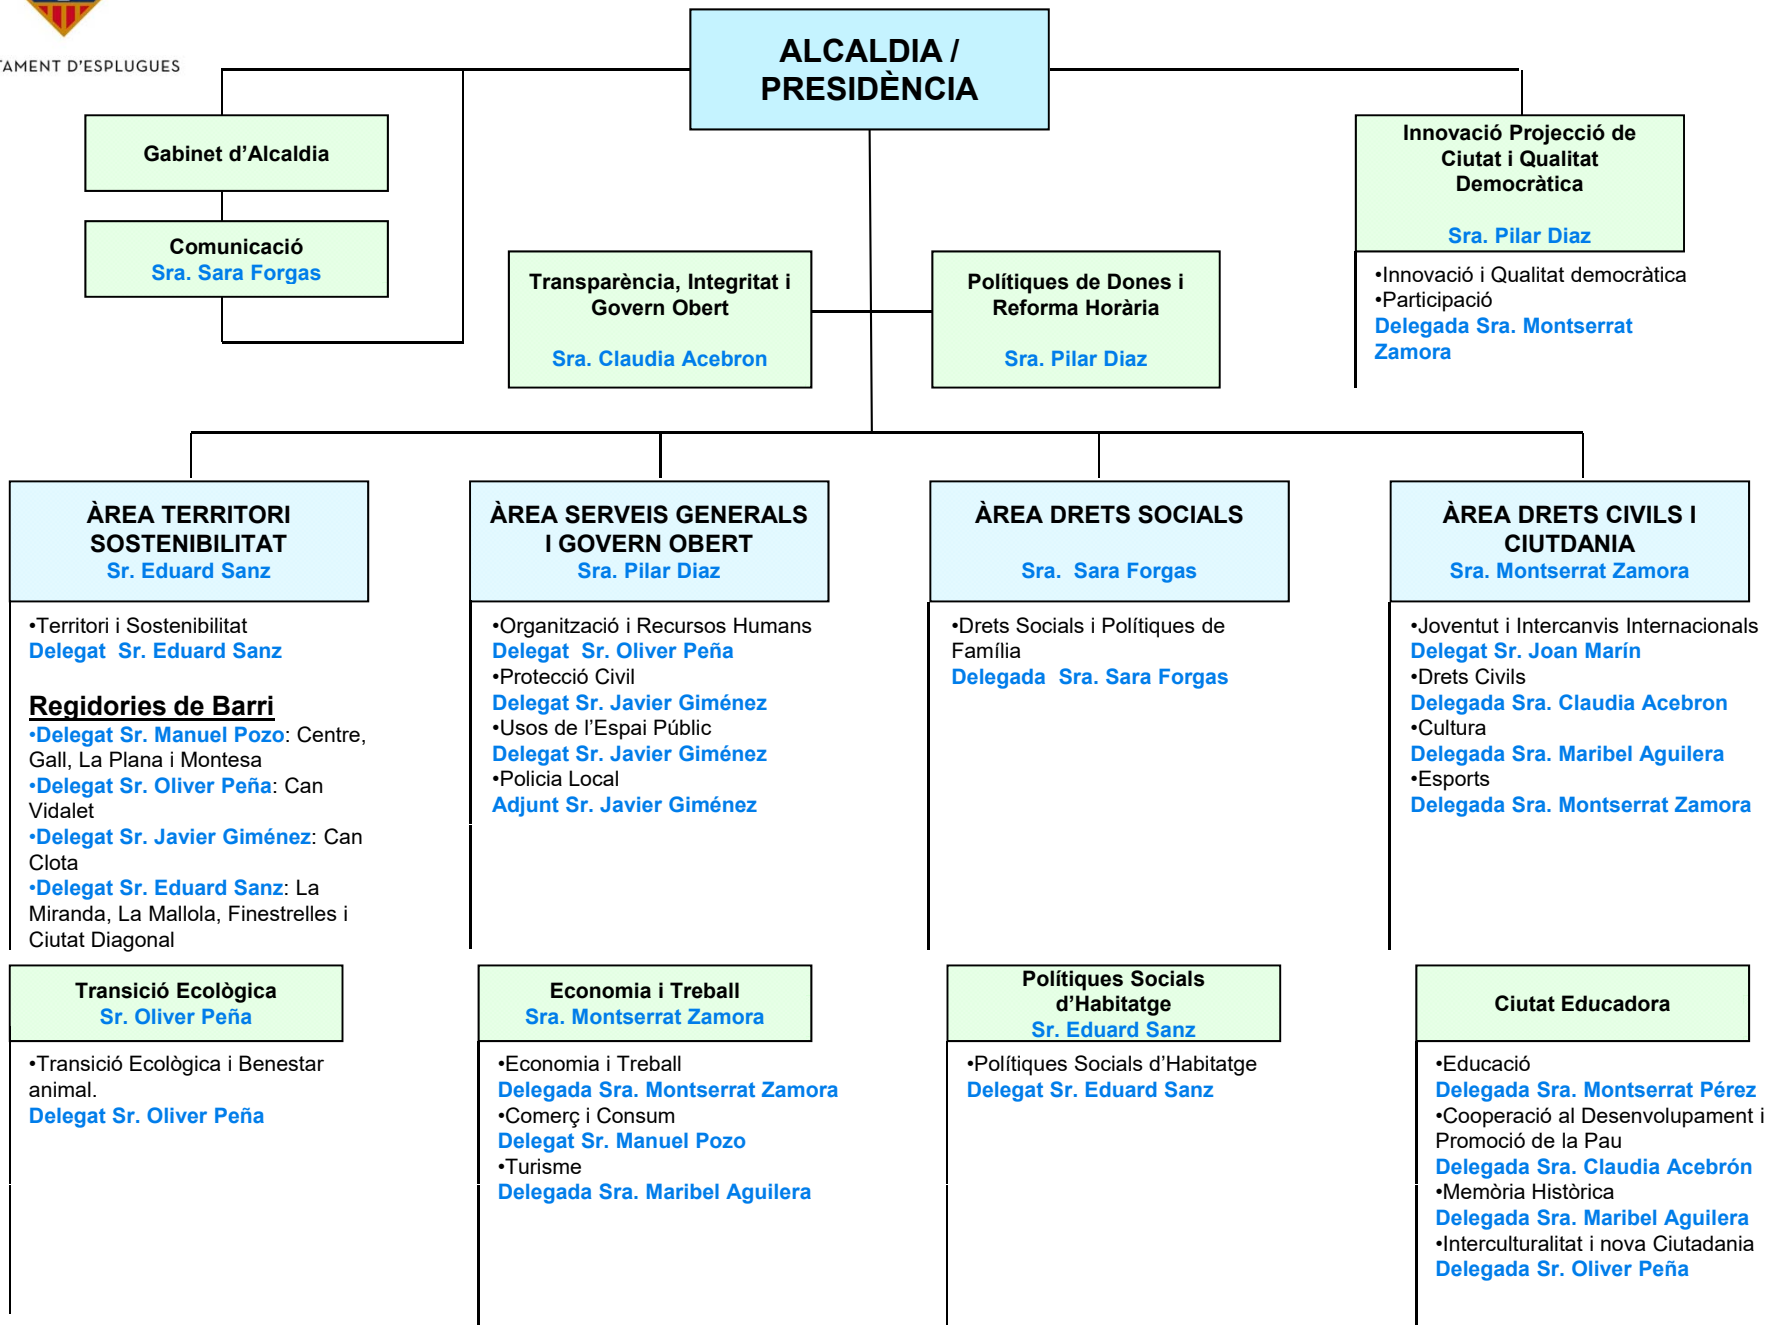 TAMENT D'ESPLUGUES
ALCALDIA /
PRESIDÈNCIA
Gabinet d'Alcaldia
Comunicació
Sra. Sara Forgas
Transparència, Integritat i
Govern Obert
Sra. Claudia Acebron
Polítiques de Dones i
Reforma Horària
Sra. Pilar Diaz
Innovació Projecció de
Ciutat i Qualitat
Democràtica
Sra. Pilar Diaz
•Innovació i Qualitat democràtica
•Participació
Delegada Sra. Montserrat
Zamora
ÀREA TERRITORI
SOSTENIBILITAT
Sr. Eduard Sanz
•Territori i Sostenibilitat
Delegat  Sr. Eduard Sanz
Regidories de Barri
•Delegat Sr. Manuel Pozo: Centre,
Gall, La Plana i Montesa
•Delegat Sr. Oliver Peña: Can
Vidalet
•Delegat Sr. Javier Giménez: Can
Clota
•Delegat Sr. Eduard Sanz: La
Miranda, La Mallola, Finestrelles i
Ciutat Diagonal
Transició Ecològica
Sr. Oliver Peña
•Transició Ecològica i Benestar
animal.
Delegat Sr. Oliver Peña
ÀREA SERVEIS GENERALS
I GOVERN OBERT
Sra. Pilar Diaz
•Organització i Recursos Humans
Delegat  Sr. Oliver Peña
•Protecció Civil
Delegat Sr. Javier Giménez
•Usos de l'Espai Públic
Delegat Sr. Javier Giménez
•Policia Local
Adjunt Sr. Javier Giménez
Economia i Treball
Sra. Montserrat Zamora
•Economia i Treball
Delegada Sra. Montserrat Zamora
•Comerç i Consum
Delegat Sr. Manuel Pozo
•Turisme
Delegada Sra. Maribel Aguilera
ÀREA DRETS SOCIALS
Sra.  Sara Forgas
•Drets Socials i Polítiques de
Família
Delegada  Sra. Sara Forgas
Polítiques Socials
d'Habitatge
Sr. Eduard Sanz
•Polítiques Socials d'Habitatge
Delegat Sr. Eduard Sanz
ÀREA DRETS CIVILS I
CIUTDANIA
Sra. Montserrat Zamora
•Joventut i Intercanvis Internacionals
Delegat Sr. Joan Marín
•Drets Civils
Delegada Sra. Claudia Acebron
•Cultura
Delegada Sra. Maribel Aguilera
•Esports
Delegada Sra. Montserrat Zamora
Ciutat Educadora
•Educació
Delegada Sra. Montserrat Pérez
•Cooperació al Desenvolupament i
Promoció de la Pau
Delegada Sra. Claudia Acebrón
•Memòria Històrica
Delegada Sra. Maribel Aguilera
•Interculturalitat i nova Ciutadania
Delegada Sr. Oliver Peña